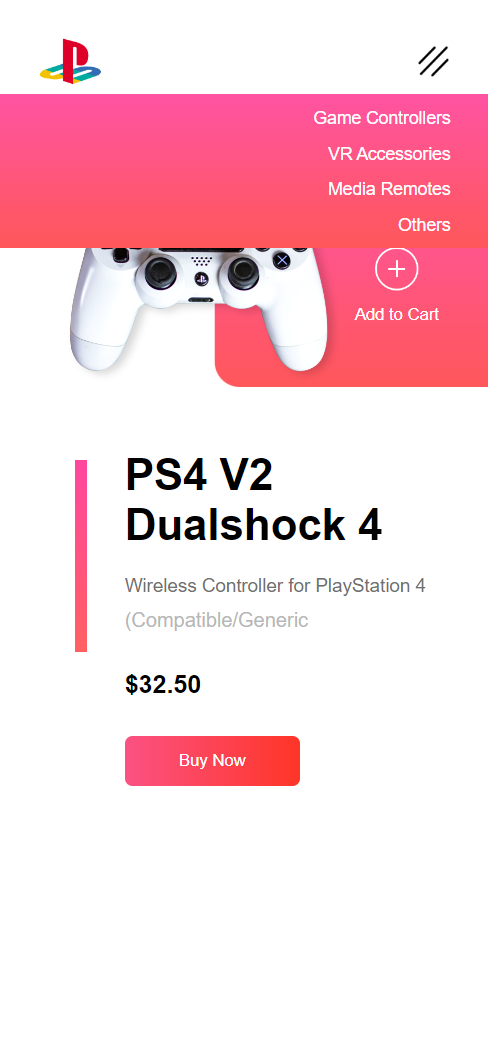 Game Controllers
VR Accessories
Media Remotes
Others
Add to Cart
PS4 V2
Dualshock 4
Wireless Controller for PlayStation 4
(Compatible/Generic
$32.50
Buy Now